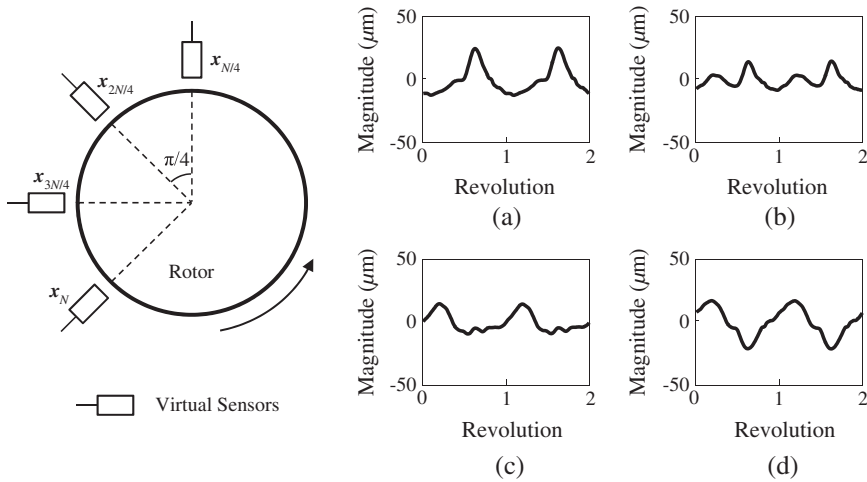 x_{N/4}
x_{2N/4}
π/4
x_{3N/4}
x_N
Rotor
Virtual Sensors
Magnitude (μm)
50
0
-50
0
1
2
Revolution
(a)
Magnitude (μm)
50
0
-50
0
1
2
Revolution
(b)
Magnitude (μm)
50
0
-50
0
1
2
Revolution
(c)
Magnitude (μm)
50
0
-50
0
1
2
Revolution
(d)